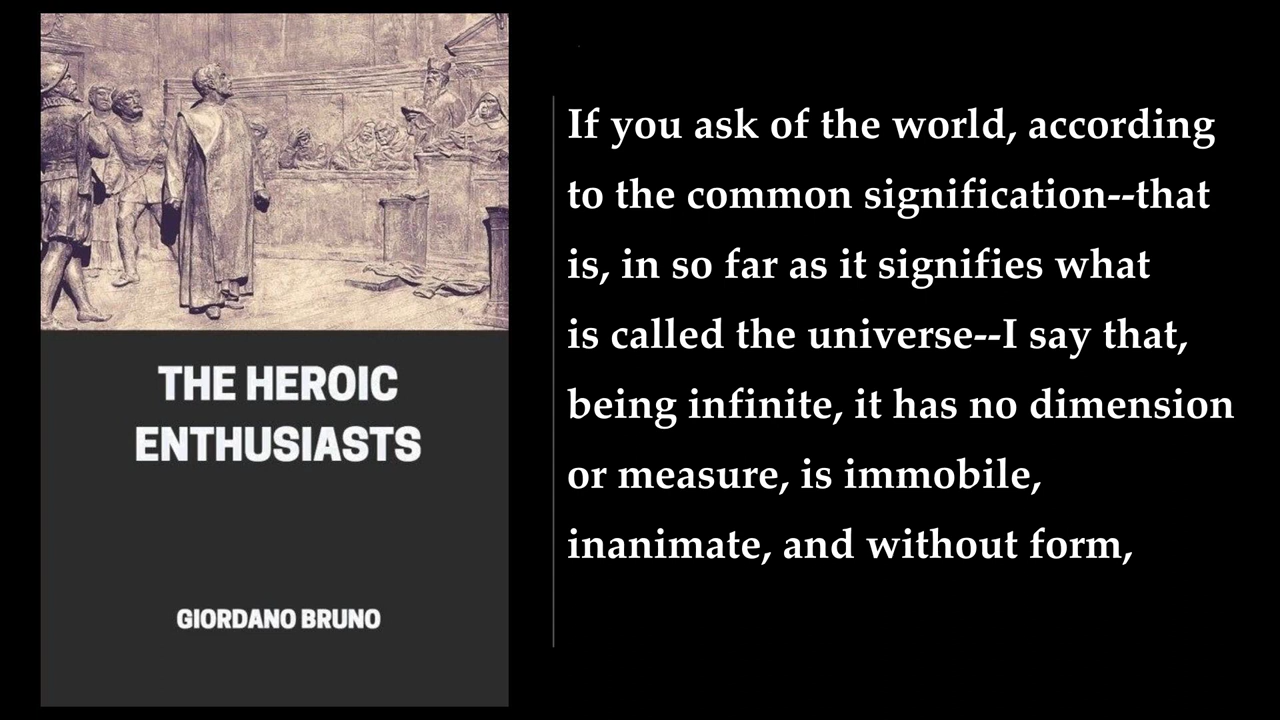 THE HEROIC
ENTHUSIASTS
GIORDANO BRUNO
If you ask of the world, according
to the common signification--that
is, in so far as it signifies what
is called the universe--I say that,
being infinite, it has no dimension
or measure, is immobile,
inanimate, and without form,